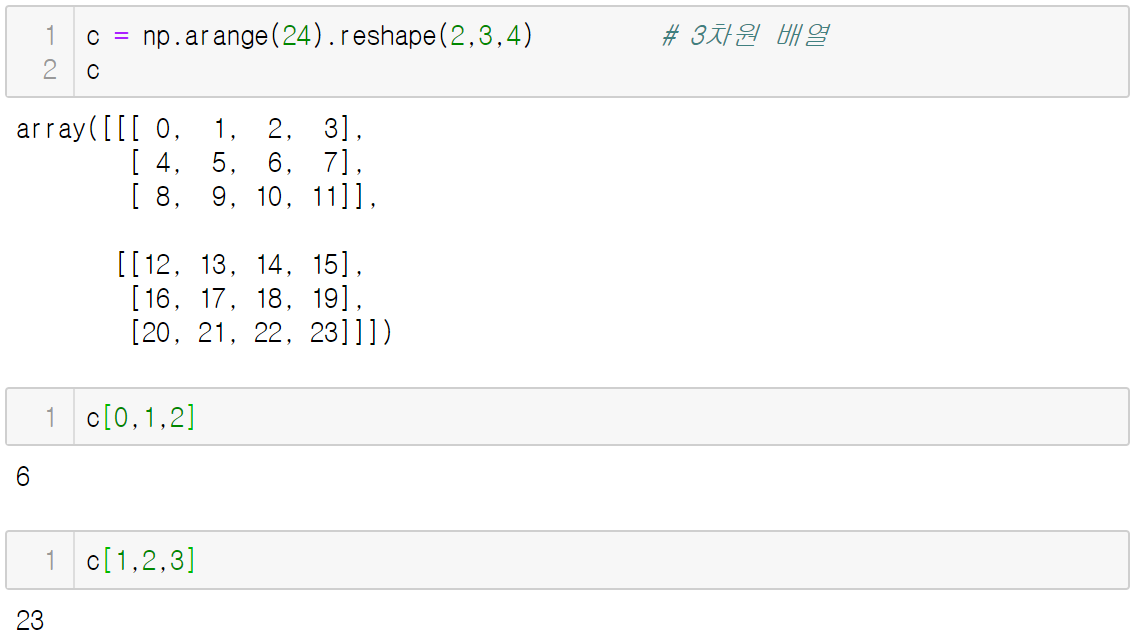 1 c = np.arange(24).reshape(2,3,4) # 3차원 배열
2 c
array([[[ 0, 1, 2, 3],
[ 4, 5, 6, 7],
[ 8, 9, 10, 11]],
[[12, 13, 14, 15],
[16, 17, 18, 19],
[20, 21, 22, 23]]])
1 c[0,1,2]
6
1 c[1,2,3]
23